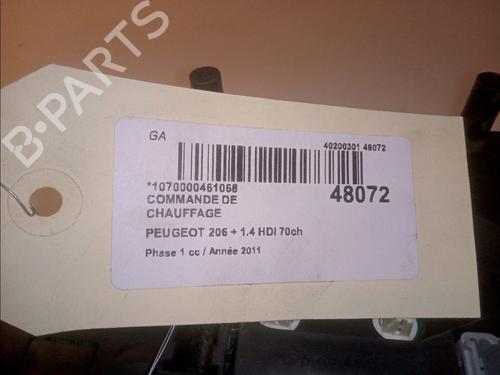 B-PARTS
GA
40200301 48072
*1070000461068
48072
COMMANDE DE
CHAUFFAGE
PEUGEOT 206 + 1.4 HDI 70ch
Phase 1 cc / Année 2011